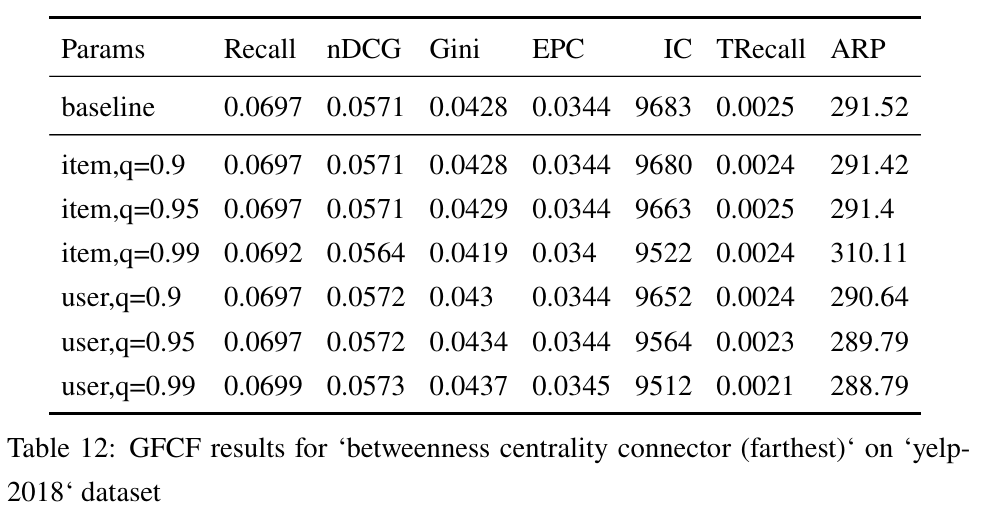 Params Recall nDCG Gini EPC IC TRecall ARP
baseline 0.0697 0.0571 0.0428 0.0344 9683 0.0025 291.52
item,q=0.9 0.0697 0.0571 0.0428 0.0344 9680 0.0024 291.42
item,q=0.95 0.0697 0.0571 0.0429 0.0344 9663 0.0025 291.4
item,q=0.99 0.0692 0.0564 0.0419 0.034 9522 0.0024 310.11
user,q=0.9 0.0697 0.0572 0.043 0.0344 9652 0.0024 290.64
user,q=0.95 0.0697 0.0572 0.0434 0.0344 9564 0.0023 289.79
user,q=0.99 0.0699 0.0573 0.0437 0.0345 9512 0.0021 288.79
Table 12: GFCF results for ‘betweenness centrality connector (farthest)‘ on ‘yelp-
2018‘ dataset